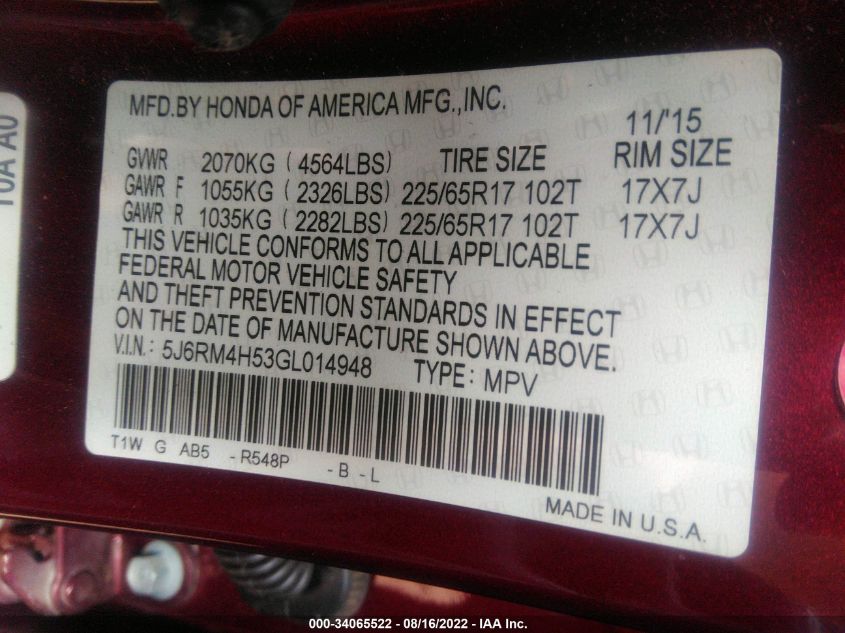 10A A0
MFD.BY HONDA OF AMERICA MFG.,INC.
11/'15
GVWR 2070KG (4564LBS) TIRE SIZE RIM SIZE
GAWR F 1055KG (2326LBS) 225/65R17 102T 17X7J
GAWR R 1035KG (2282LBS) 225/65R17 102T 17X7J
THIS VEHICLE CONFORMS TO ALL APPLICABLE
FEDERAL MOTOR VEHICLE SAFETY
AND THEFT PREVENTION STANDARDS IN EFFECT
ON THE DATE OF MANUFACTURE SHOWN ABOVE.
V.I.N.: 5J6RM4H53GL014948 TYPE: MPV
T1W G AB5 -R548P -B -L
MADE IN U.S.A.
000-34065522 - 08/16/2022 - IAA Inc.